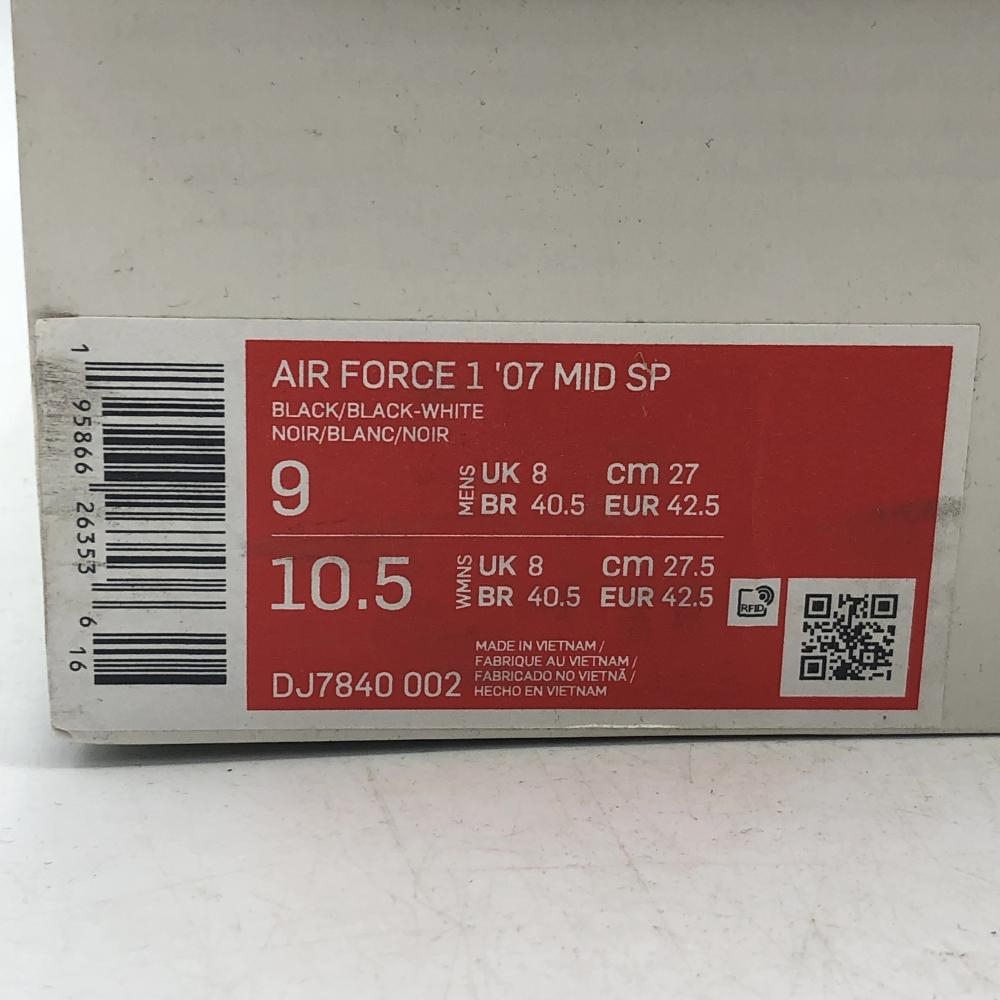 1 95866 26353 6 16
AIR FORCE 1 '07 MID SP
BLACK/BLACK-WHITE
NOIR/BLANC/NOIR
9
MENS
UK 8 cm 27
BR 40.5 EUR 42.5
10.5
WMNS
UK 8 cm 27.5
BR 40.5 EUR 42.5
RFID
DJ7840 002
MADE IN VIETNAM /
FABRIQUE AU VIETNAM /
FABRICADO NO VIETNÃ /
HECHO EN VIETNAM